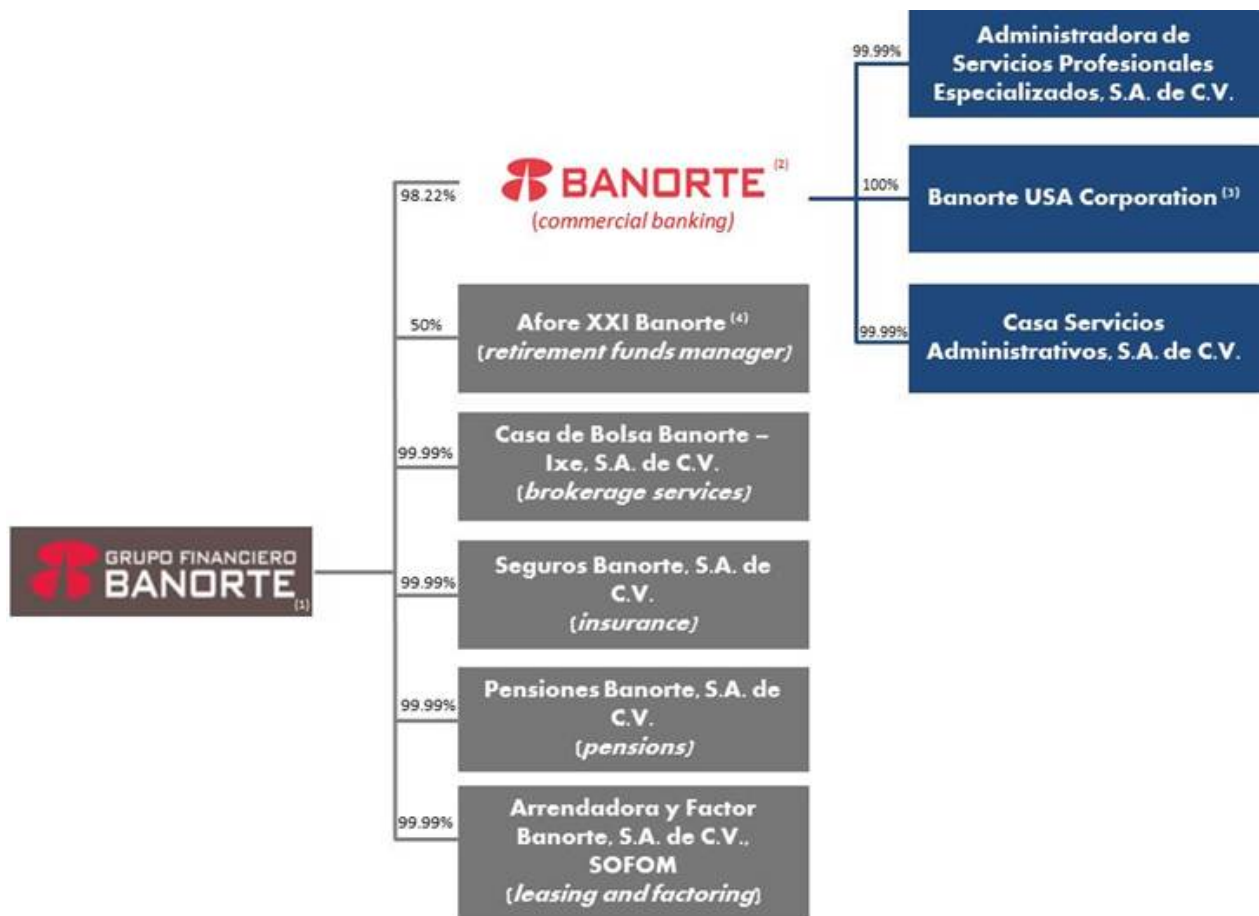 GRUPO FINANCIERO
BANORTE (1)
98.22%
BANORTE (2)
(commercial banking)
99.99%
Administradora de
Servicios Profesionales
Especializados, S.A. de C.V.
100%
Banorte USA Corporation (3)
99.99%
Casa Servicios
Administrativos, S.A. de C.V.
50%
Afore XXI Banorte (4)
(retirement funds manager)
99.99%
Casa de Bolsa Banorte –
Ixe, S.A. de C.V.
(brokerage services)
99.99%
Seguros Banorte, S.A. de
C.V.
(insurance)
99.99%
Pensiones Banorte, S.A. de
C.V.
(pensions)
99.99%
Arrendadora y Factor
Banorte, S.A. de C.V.,
SOFOM
(leasing and factoring)